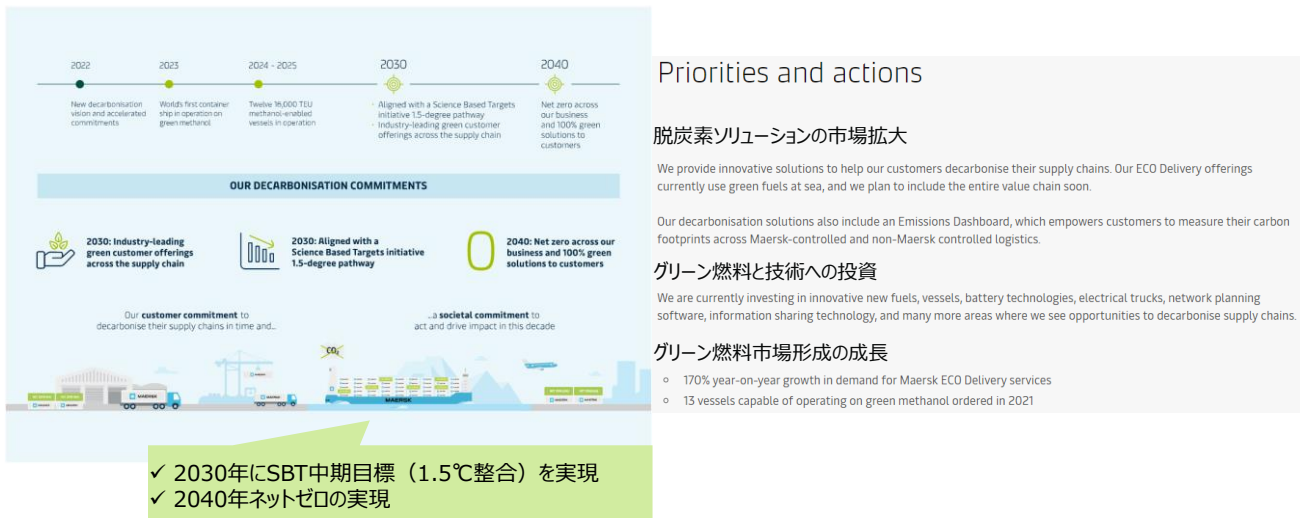 2022
2023
2024 - 2025
2030
2040
New decarbonisation
vision and accelerated
commitments
World's first container
ship in operation on
green methanol
Twelve 16,000 TEU
methanol-enabled
vessels in operation
Aligned with a Science Based Targets
initiative 1.5-degree pathway
Industry-leading green customer
offerings across the supply chain
Net zero across
our business
and 100% green
solutions to
customers
OUR DECARBONISATION COMMITMENTS
2030: Industry-leading
green customer offerings
across the supply chain
2030: Aligned with a
Science Based Targets initiative
1.5-degree pathway
2040: Net zero across our
business and 100% green
solutions to customers
Our customer commitment to
decarbonise their supply chains in time and...
...a societal commitment to
act and drive impact in this decade
CO₂
MAERSK
MAERSK
✓ 2030年にSBT中期目標（1.5℃整合）を実現
✓ 2040年ネットゼロの実現
Priorities and actions
脱炭素ソリューションの市場拡大
We provide innovative solutions to help our customers decarbonise their supply chains. Our ECO Delivery offerings
currently use green fuels at sea, and we plan to include the entire value chain soon.
Our decarbonisation solutions also include an Emissions Dashboard, which empowers customers to measure their carbon
footprints across Maersk-controlled and non-Maersk controlled logistics.
グリーン燃料と技術への投資
We are currently investing in innovative new fuels, vessels, battery technologies, electrical trucks, network planning
software, information sharing technology, and many more areas where we see opportunities to decarbonise supply chains.
グリーン燃料市場形成の成長
170% year-on-year growth in demand for Maersk ECO Delivery services
13 vessels capable of operating on green methanol ordered in 2021